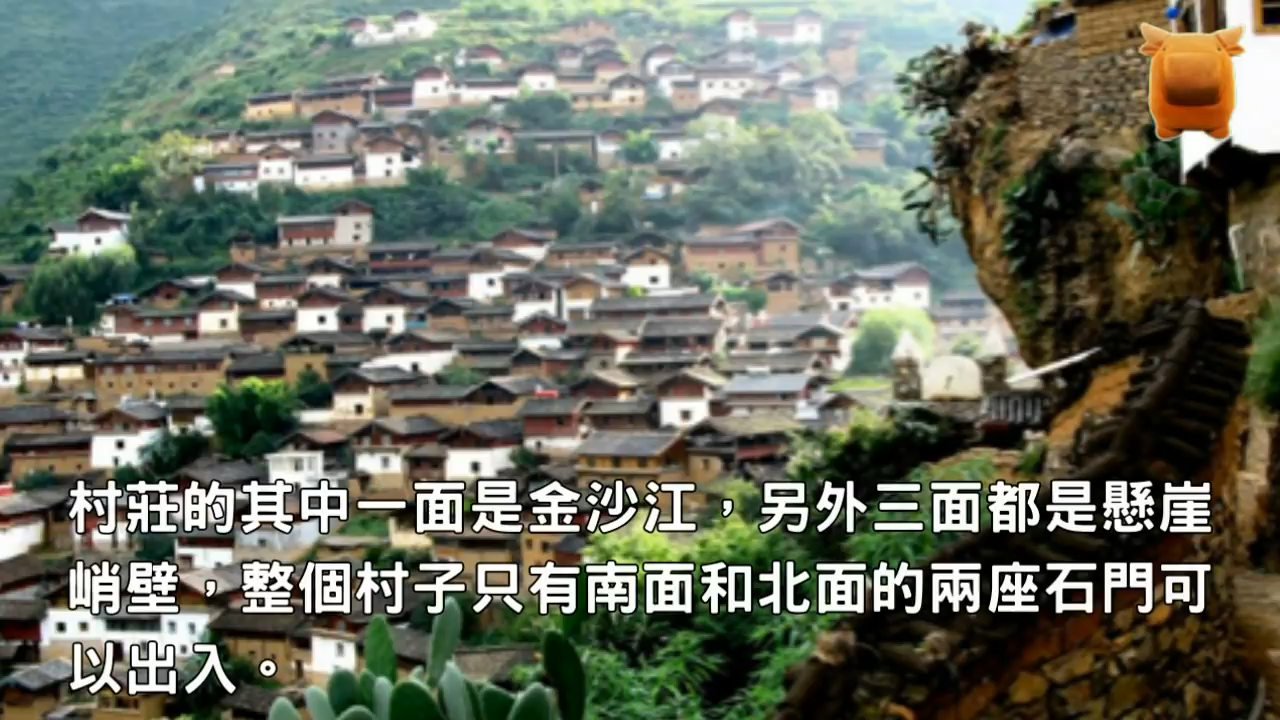 村莊的其中一面是金沙江，另外三面都是懸崖
峭壁，整個村子只有南面和北面的兩座石門可
以出入。